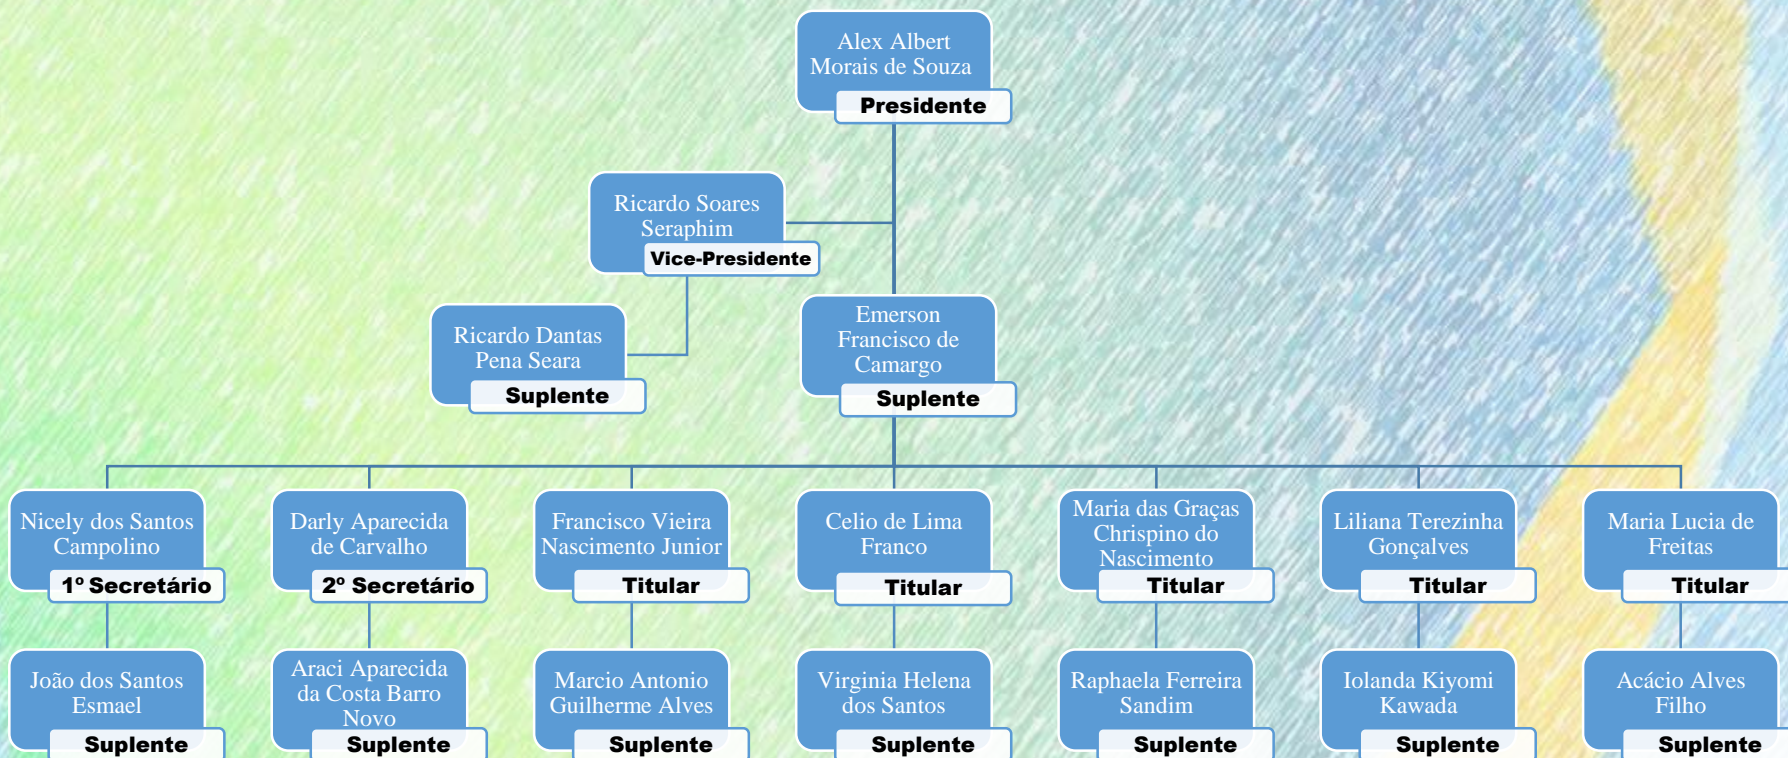 Alex Albert
Morais de Souza
Presidente
Ricardo Soares
Seraphim
Vice-Presidente
Ricardo Dantas
Pena Seara
Suplente
Emerson
Francisco de
Camargo
Suplente
Nicely dos Santos
Campolino
1º Secretário
Darly Aparecida
de Carvalho
2º Secretário
Francisco Vieira
Nascimento Junior
Titular
Celio de Lima
Franco
Titular
Maria das Graças
Chrispino do
Nascimento
Titular
Liliana Terezinha
Gonçalves
Titular
Maria Lucia de
Freitas
Titular
João dos Santos
Esmael
Suplente
Araci Aparecida
da Costa Barro
Novo
Suplente
Marcio Antonio
Guilherme Alves
Suplente
Virginia Helena
dos Santos
Suplente
Raphaela Ferreira
Sandim
Suplente
Iolanda Kiyomi
Kawada
Suplente
Acácio Alves
Filho
Suplente